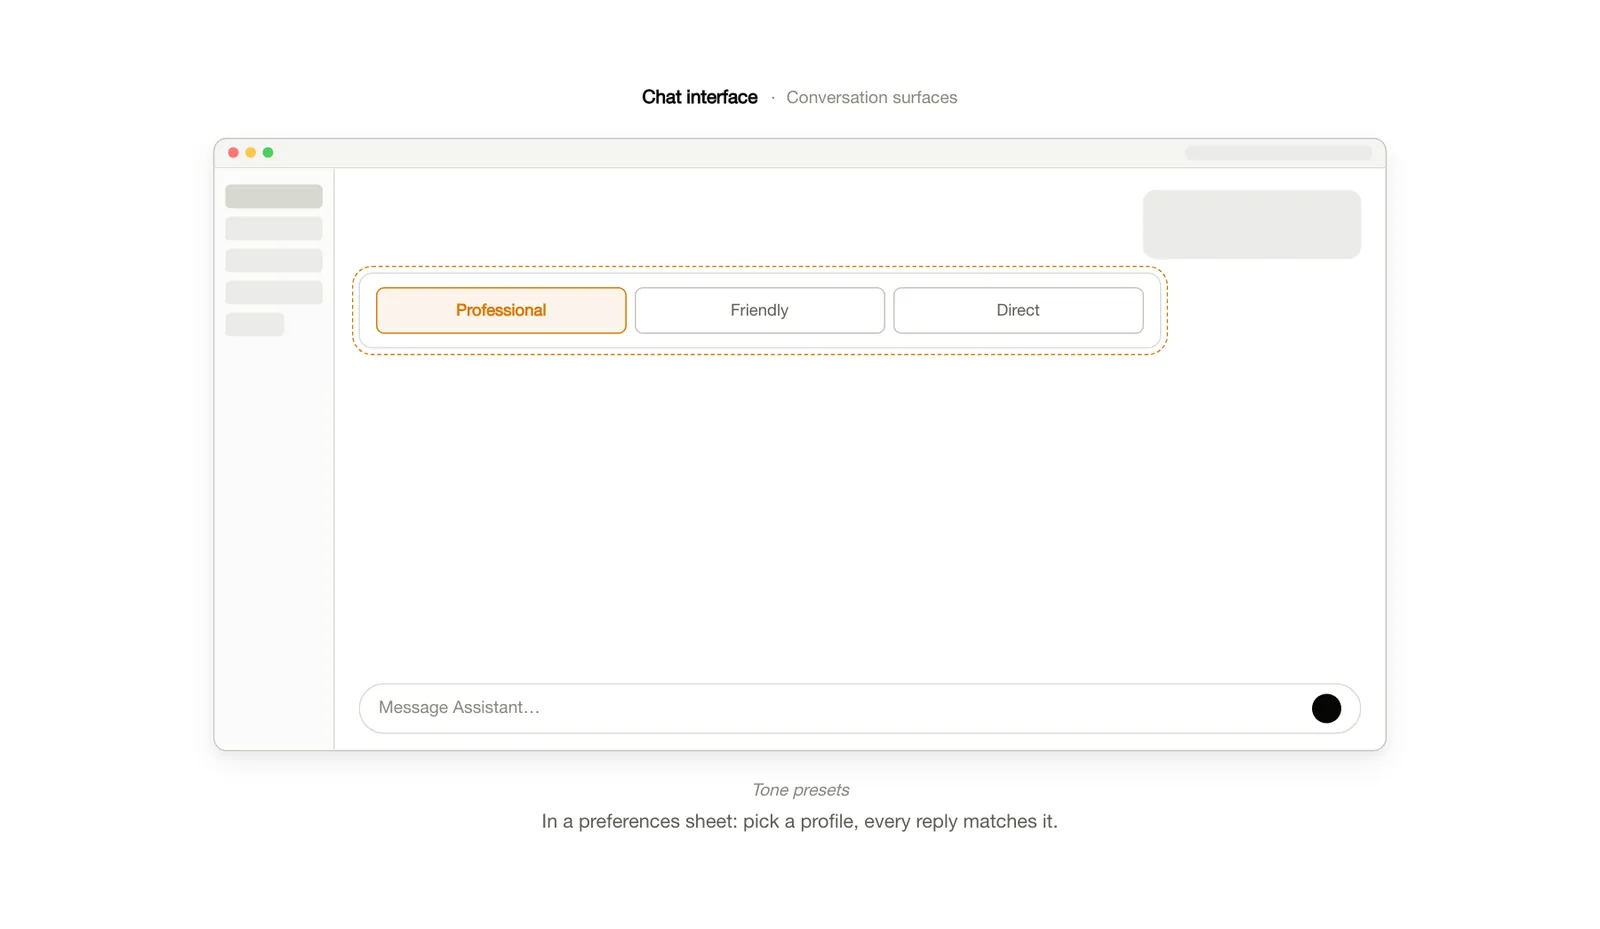 Chat interface · Conversation surfaces
Professional Friendly Direct
Message Assistant...
Tone presets
In a preferences sheet: pick a profile, every reply matches it.